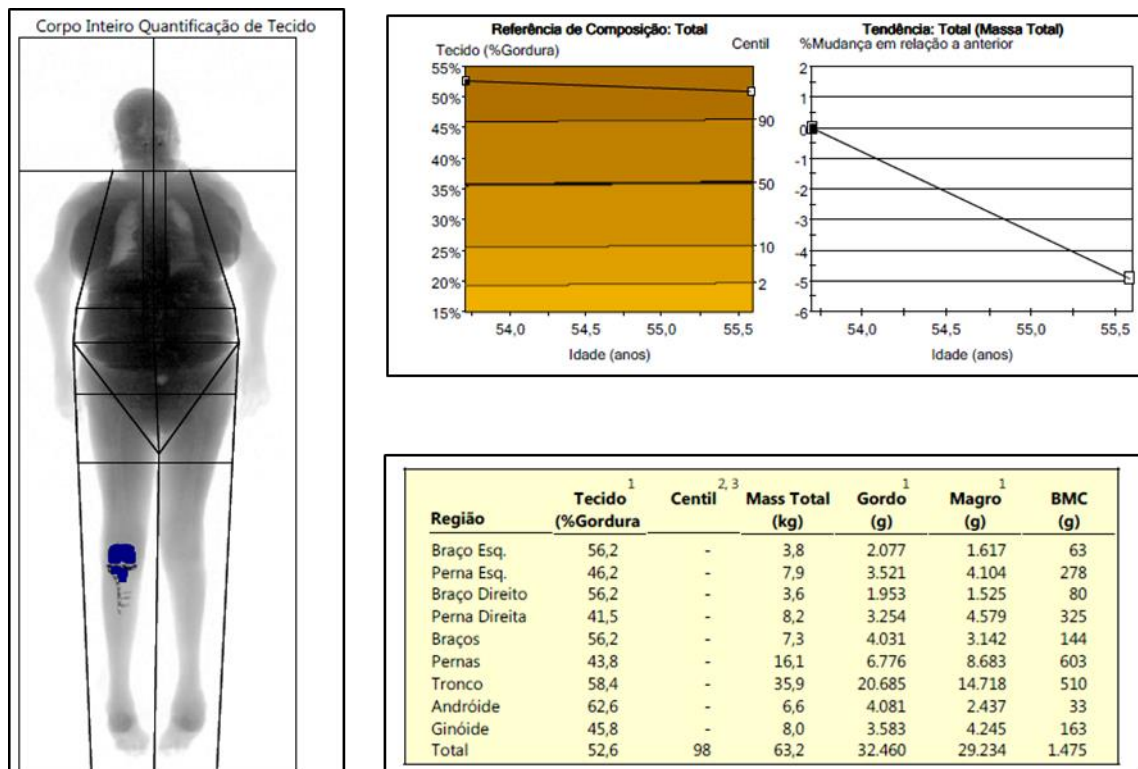 Corpo Inteiro Quantificação de Tecido
Referência de Composição: Total
Tecido (%Gordura) Centil
55%
50%
45%
40%
35%
30%
25%
20%
15%
90
50
10
2
54,0 54,5 55,0 55,5
Idade (anos)
Tendência: Total (Massa Total)
%Mudança em relação a anterior
2
1
0
-1
-2
-3
-4
-5
-6
54,0 54,5 55,0 55,5
Idade (anos)
1 2, 3 1 1
Tecido Centil Mass Total Gordo Magro BMC
Região (%Gordura (kg) (g) (g) (g)
Braço Esq. 56,2 - 3,8 2.077 1.617 63
Perna Esq. 46,2 - 7,9 3.521 4.104 278
Braço Direito 56,2 - 3,6 1.953 1.525 80
Perna Direita 41,5 - 8,2 3.254 4.579 325
Braços 56,2 - 7,3 4.031 3.142 144
Pernas 43,8 - 16,1 6.776 8.683 603
Tronco 58,4 - 35,9 20.685 14.718 510
Andróide 62,6 - 6,6 4.081 2.437 33
Ginóide 45,8 - 8,0 3.583 4.245 163
Total 52,6 98 63,2 32.460 29.234 1.475